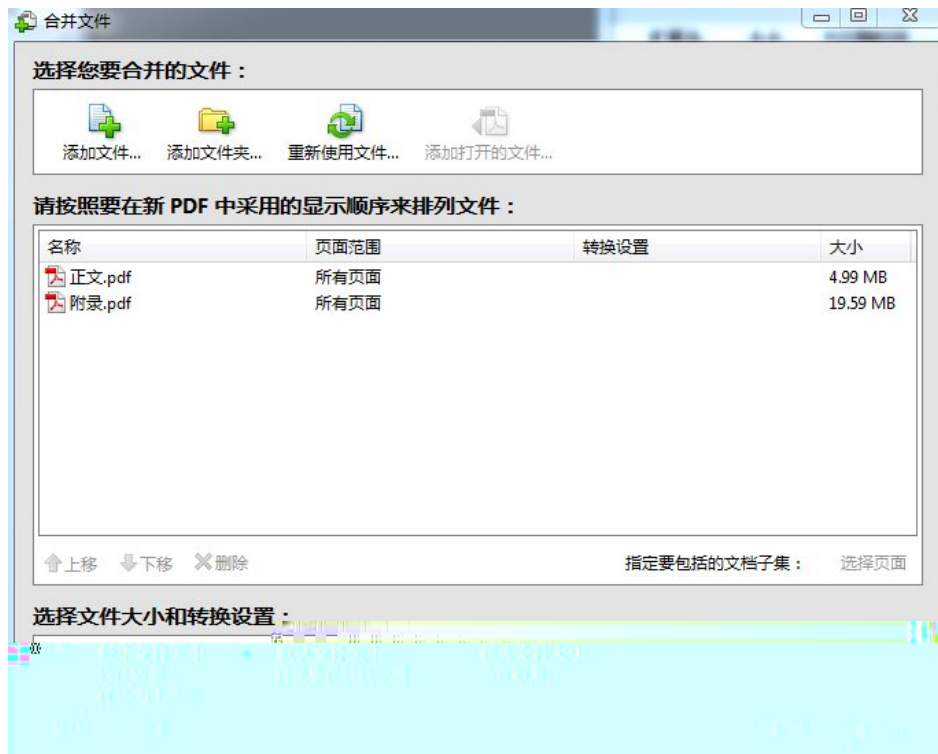 合并文件
选择您要合并的文件：
添加文件... 添加文件夹... 重新使用文件... 添加打开的文件...
请按照要在新 PDF 中采用的显示顺序来排列文件：
名称 页面范围 转换设置 大小
正文.pdf 所有页面 4.99 MB
附录.pdf 所有页面 19.59 MB
上移 下移 删除 指定要包括的文档子集： 选择页面
选择文件大小和转换设置：